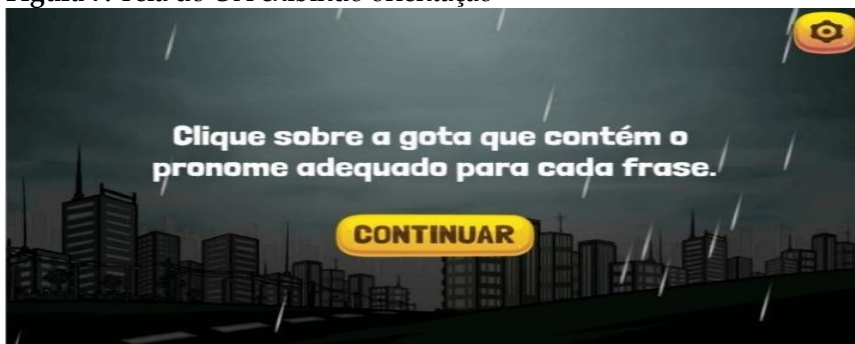 Clique sobre a gota que contém o
pronome adequado para cada frase.
CONTINUAR